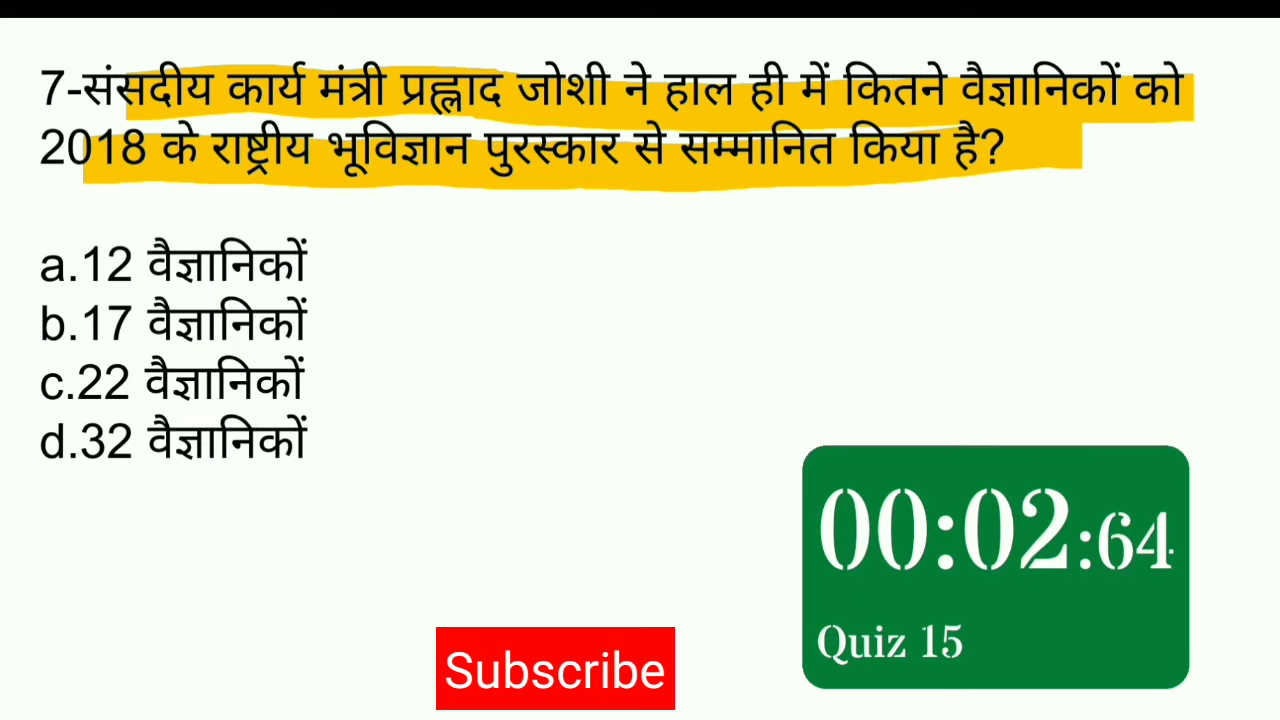 7-संसदीय कार्य मंत्री प्रह्लाद जोशी ने हाल ही में कितने वैज्ञानिकों को
2018 के राष्ट्रीय भूविज्ञान पुरस्कार से सम्मानित किया है?
a.12 वैज्ञानिकों
b.17 वैज्ञानिकों
c.22 वैज्ञानिकों
d.32 वैज्ञानिकों
00:02:64
Quiz 15
Subscribe